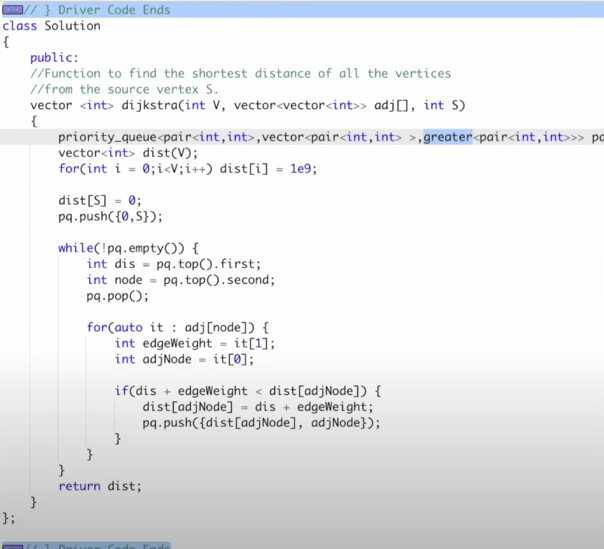 // } Driver Code Ends
class Solution
{
    public:
    //Function to find the shortest distance of all the vertices
    //from the source vertex S.
    vector <int> dijkstra(int V, vector<vector<int>> adj[], int S)
    {
        priority_queue<pair<int,int>,vector<pair<int,int> >,greater<pair<int,int>>>
        vector<int> dist(V);
        for(int i = 0;i<V;i++) dist[i] = 1e9;
        dist[S] = 0;
        pq.push({0,S});
        while(!pq.empty()) {
            int dis = pq.top().first;
            int node = pq.top().second;
            pq.pop();
            for(auto it : adj[node]) {
                int edgeWeight = it[1];
                int adjNode = it[0];
                if(dis + edgeWeight < dist[adjNode]) {
                    dist[adjNode] = dis + edgeWeight;
                    pq.push({dist[adjNode], adjNode});
                }
            }
        }
        return dist;
    }
};
// } Driver Code Ends